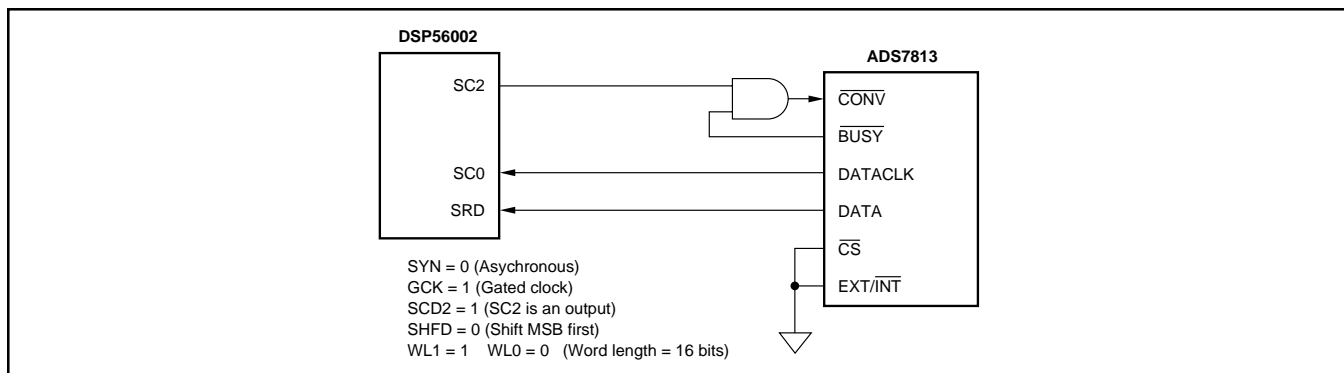 DSP56002
SC2
SC0
SRD
ADS7813
CONV
BUSY
DATACLK
DATA
CS
EXT/INT
SYN = 0 (Asychronous)
GCK = 1 (Gated clock)
SCD2 = 1 (SC2 is an output)
SHFD = 0 (Shift MSB first)
WL1 = 1 WL0 = 0 (Word length = 16 bits)